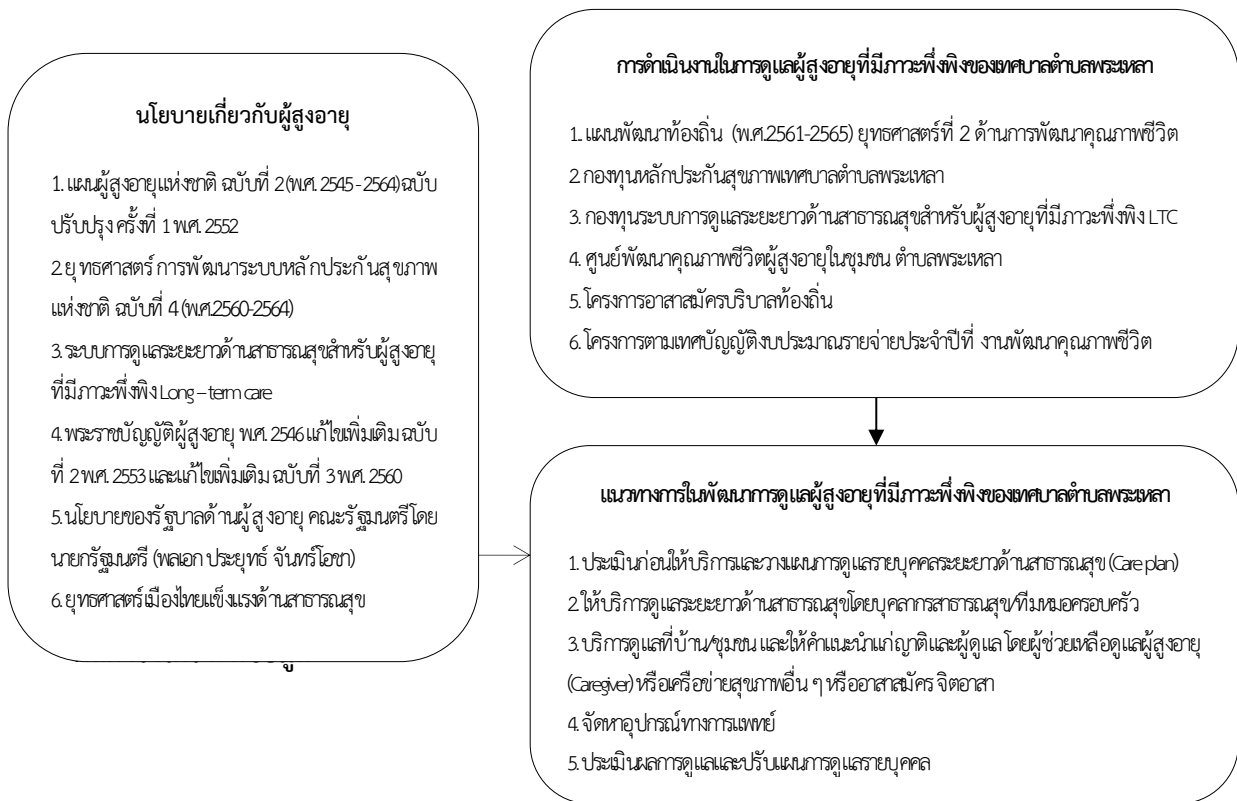 นโยบายเกี่ยวกับผู้สูงอายุ
1. แผนผู้สูงอายุแห่งชาติ ฉบับที่ 2 (พ.ศ. 2545 - 2564) ฉบับ
ปรับปรุง ครั้งที่ 1 พ.ศ. 2552
2. ยุทธศาสตร์ การพัฒนาระบบหลักประกันสุขภาพ
แห่งชาติ ฉบับที่ 4 (พ.ศ.2560-2564)
3. ระบบการดูแลระยะยาวด้านสาธารณสุขสำหรับผู้สูงอายุ
ที่มีภาวะพึ่งพิง Long – term care
4. พระราชบัญญัติผู้สูงอายุ พ.ศ. 2546 แก้ไขเพิ่มเติม ฉบับ
ที่ 2 พ.ศ. 2553 และแก้ไขเพิ่มเติม ฉบับที่ 3 พ.ศ. 2560
5. นโยบายของรัฐบาลด้านผู้สูงอายุ คณะรัฐมนตรีโดย
นายกรัฐมนตรี (พลเอก ประยุทธ์ จันทร์โอชา)
6. ยุทธศาสตร์เมืองไทยแข็งแรงด้านสาธารณสุข
การดำเนินงานในการดูแลผู้สูงอายุที่มีภาวะพึ่งพิงของเทศบาลตำบลพระเหลา
1. แผนพัฒนาท้องถิ่น (พ.ศ.2561-2565) ยุทธศาสตร์ที่ 2 ด้านการพัฒนาคุณภาพชีวิต
2. กองทุนหลักประกันสุขภาพเทศบาลตำบลพระเหลา
3. กองทุนระบบการดูแลระยะยาวด้านสาธารณสุขสำหรับผู้สูงอายุที่มีภาวะพึ่งพิง LTC
4. ศูนย์พัฒนาคุณภาพชีวิตผู้สูงอายุในชุมชน ตำบลพระเหลา
5. โครงการอาสาสมัครบริบาลท้องถิ่น
6. โครงการตามเทศบัญญัติงบประมาณรายจ่ายประจำปีที่ งานพัฒนาคุณภาพชีวิต
แนวทางการในพัฒนาการดูแลผู้สูงอายุที่มีภาวะพึ่งพิงของเทศบาลตำบลพระเหลา
1. ประเมินก่อนให้บริการและวางแผนการดูแลรายบุคคลระยะยาวด้านสาธารณสุข (Care plan)
2. ให้บริการดูแลระยะยาวด้านสาธารณสุขโดยบุคลากรสาธารณสุข/ทีมหมอครอบครัว
3. บริการดูแลที่บ้าน/ชุมชน และให้คำแนะนำแก่ญาติและผู้ดูแล โดยผู้ช่วยเหลือดูแลผู้สูงอายุ
(Caregiver) หรือเครือข่ายสุขภาพอื่น ๆ หรืออาสาสมัคร จิตอาสา
4. จัดหาอุปกรณ์ทางการแพทย์
5. ประเมินผลการดูแลและปรับแผนการดูแลรายบุคคล